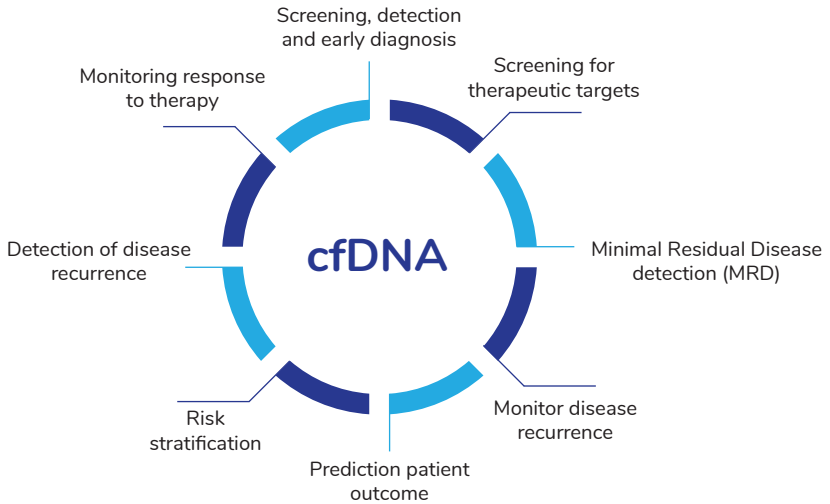 Screening, detection
and early diagnosis
Screening for
therapeutic targets
Minimal Residual Disease
detection (MRD)
Monitor disease
recurrence
Prediction patient
outcome
Risk
stratification
Detection of disease
recurrence
Monitoring response
to therapy
cfDNA